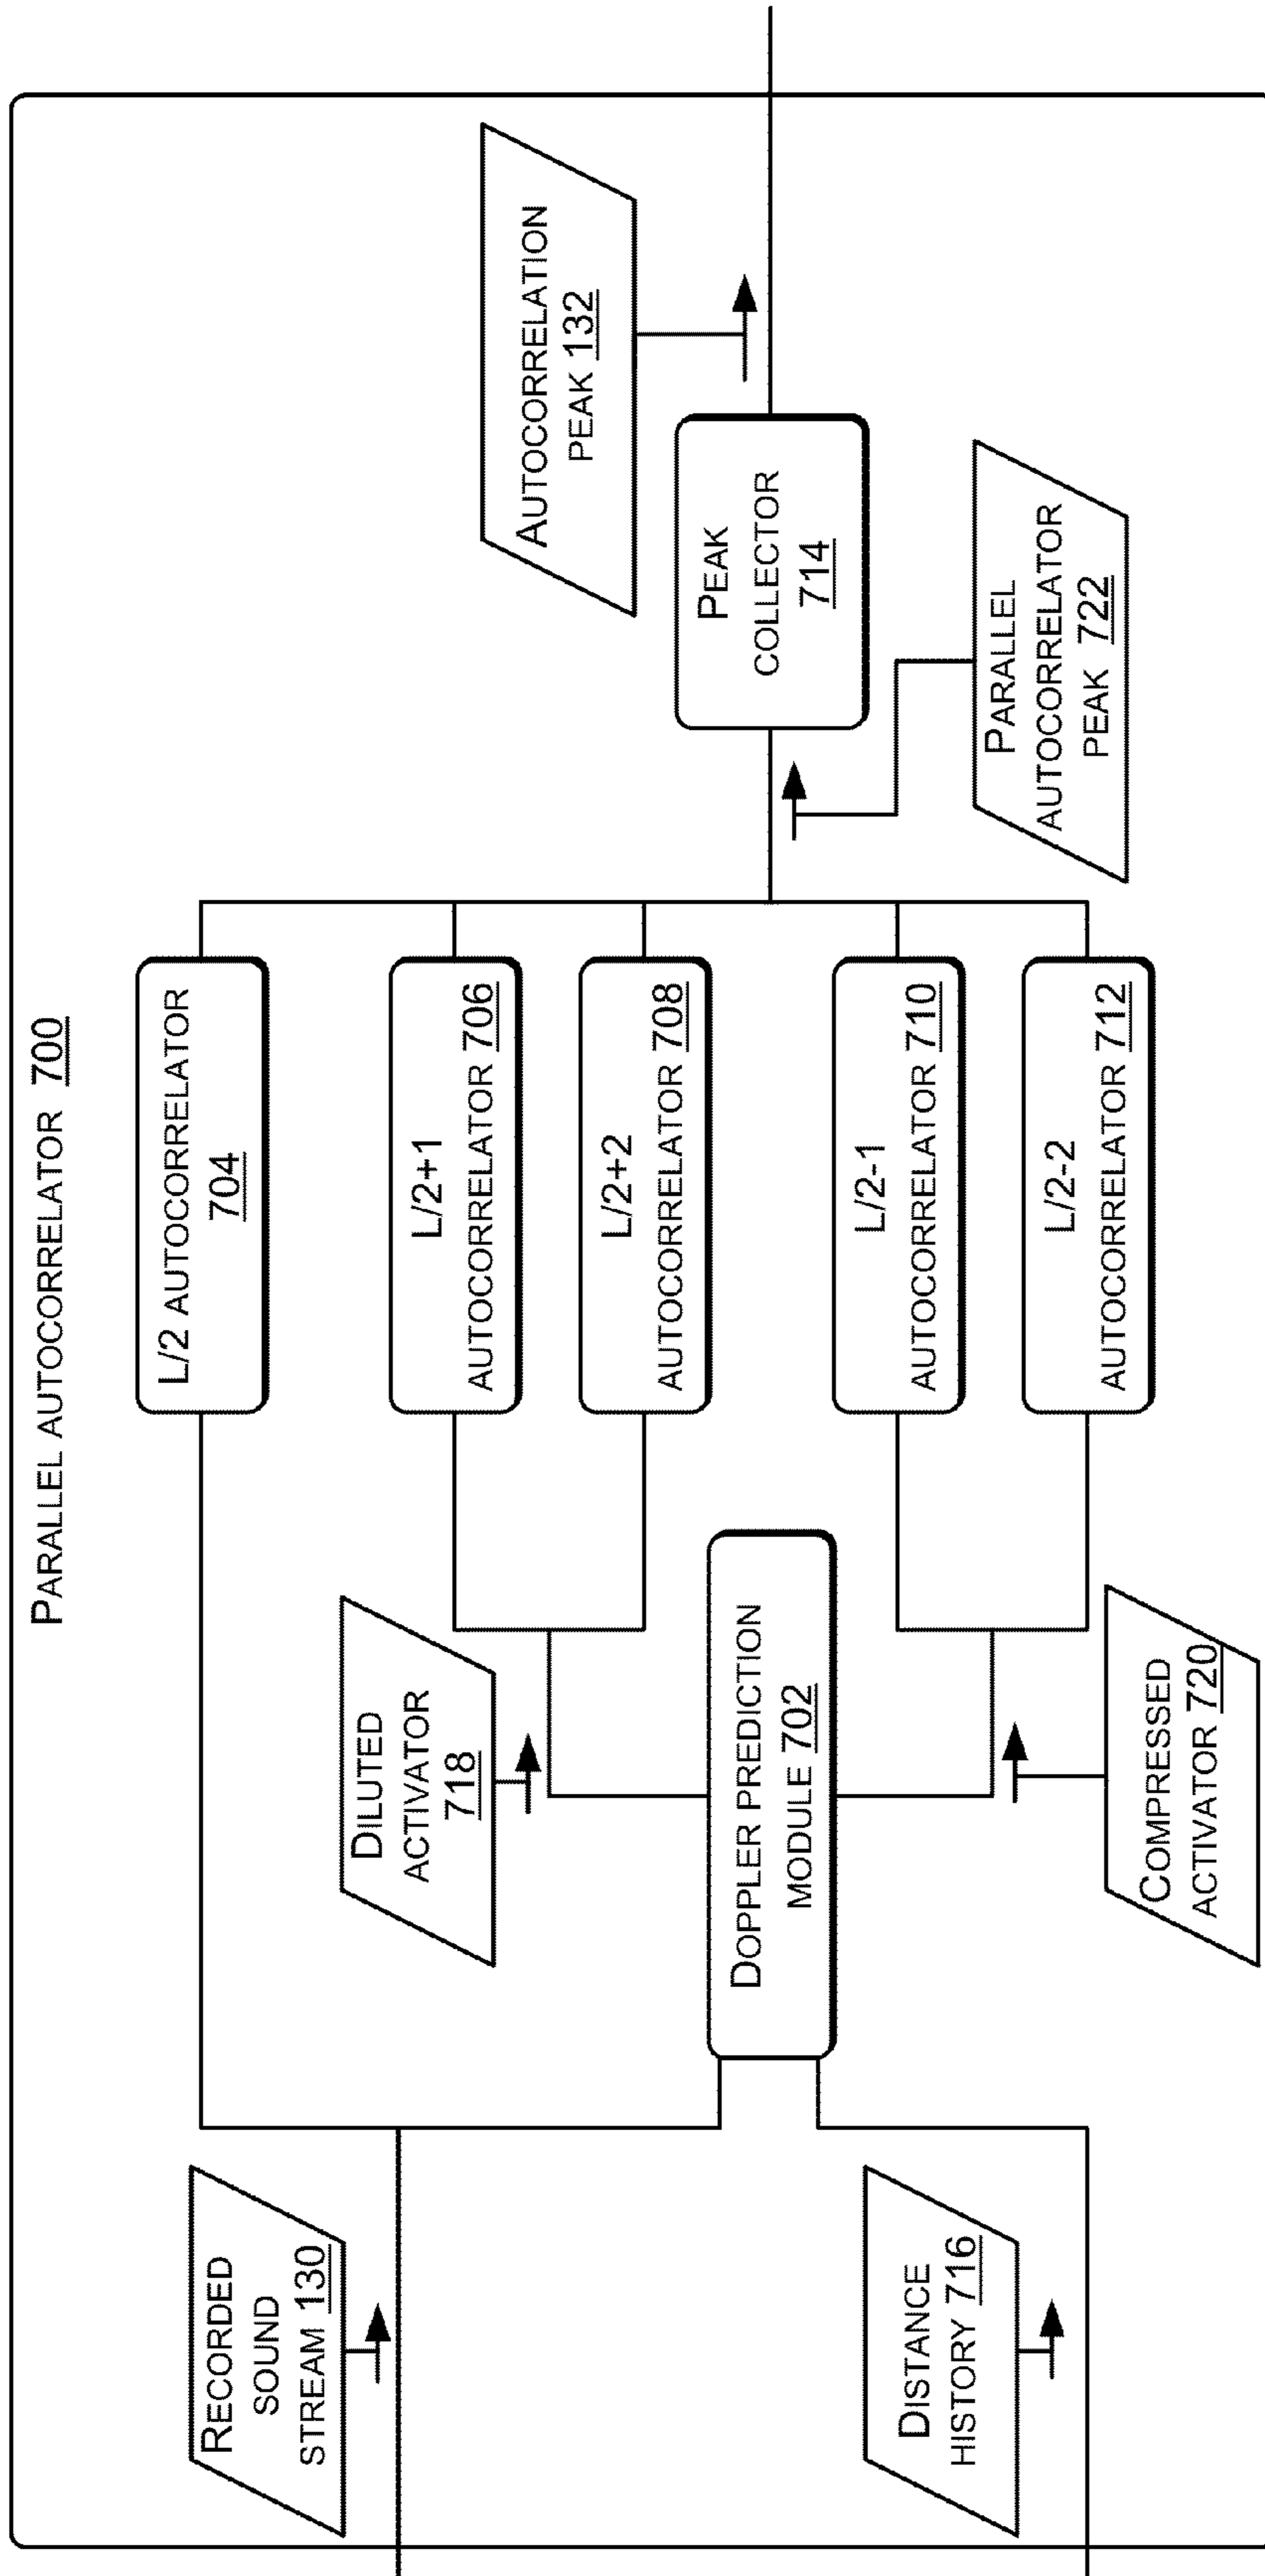 PARALLEL AUTOCORRELATOR 700
RECORDED
SOUND
STREAM 130
DISTANCE
HISTORY 716
DILUTED
ACTIVATOR
718
DOPPLER PREDICTION
MODULE 702
COMPRESSED
ACTIVATOR 720
L/2 AUTOCORRELATOR
704
L/2+1
AUTOCORRELATOR 706
L/2+2
AUTOCORRELATOR 708
L/2-1
AUTOCORRELATOR 710
L/2-2
AUTOCORRELATOR 712
PARALLEL
AUTOCORRELATOR
PEAK 722
PEAK
COLLECTOR
714
AUTOCORRELATION
PEAK 132